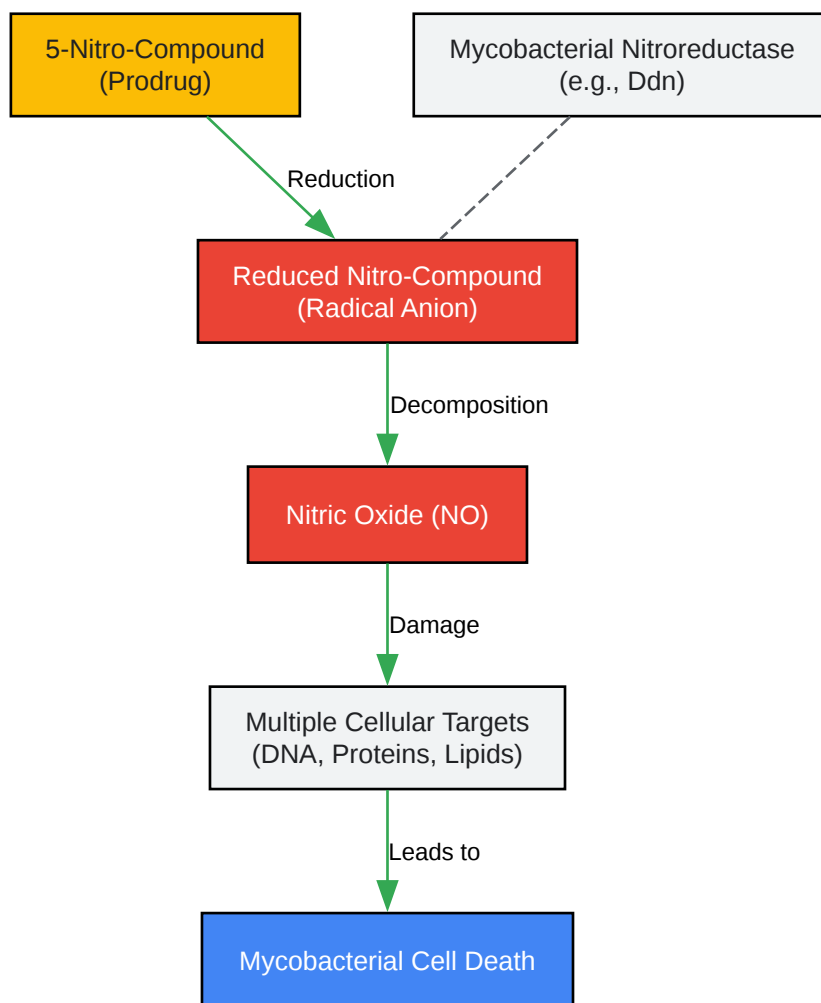 5-Nitro-Compound
(Prodrug)
Mycobacterial Nitroreductase
(e.g., Ddn)
Reduction
Reduced Nitro-Compound
(Radical Anion)
Decomposition
Nitric Oxide (NO)
Damage
Multiple Cellular Targets
(DNA, Proteins, Lipids)
Leads to
Mycobacterial Cell Death